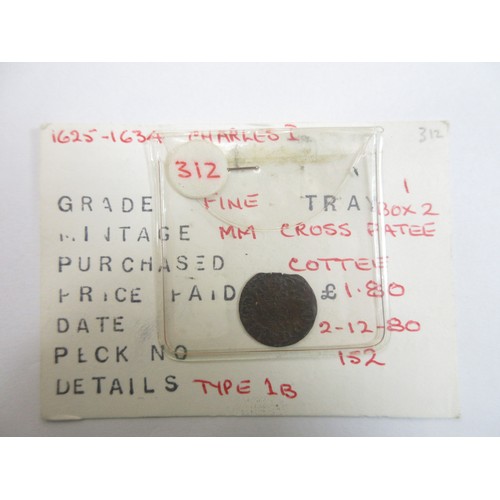 1625-1634 CHARLES I 312
312 1
GRADE FINE TRAY BOX 2
MINTAGE MM CROSS PATEE
PURCHASED COTTEE
PRICE PAID £1.80
DATE 2-12-80
PECK NO 152
DETAILS TYPE 1B